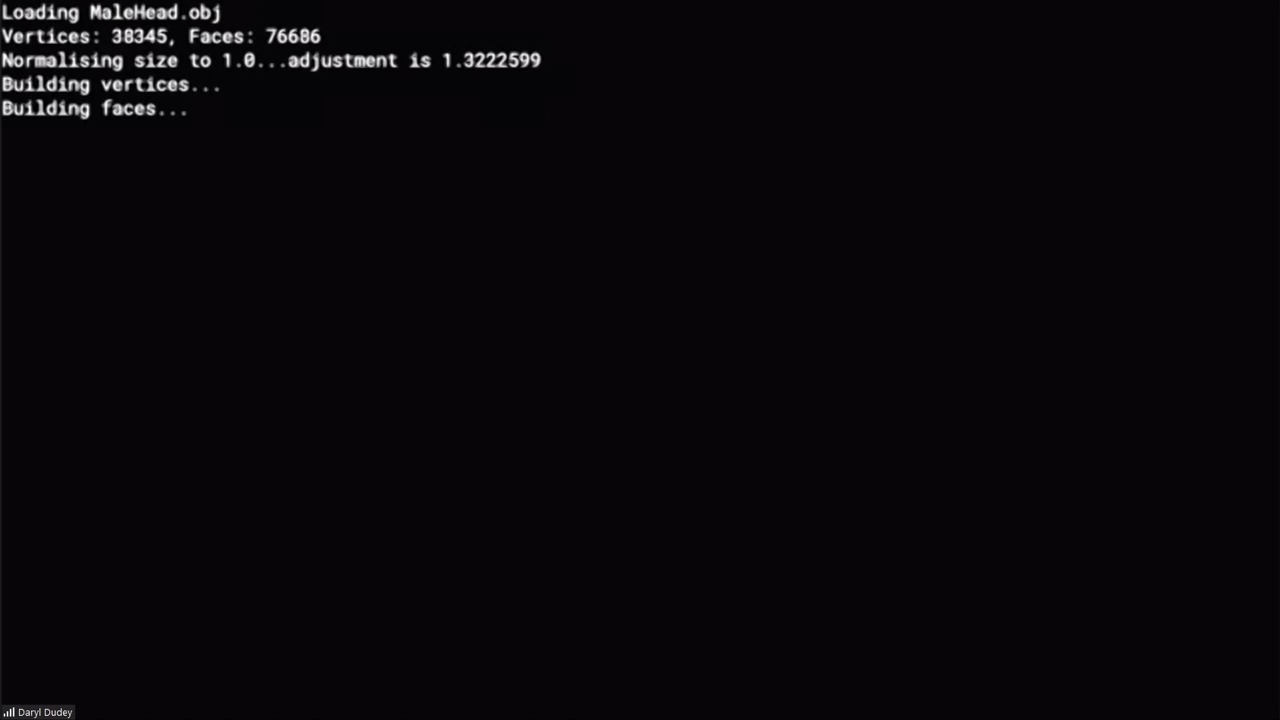 Loading MaleHead.obj
Vertices: 38345, Faces: 76686
Normalising size to 1.0...adjustment is 1.3222599
Building vertices...
Building faces...
Daryl Dudey